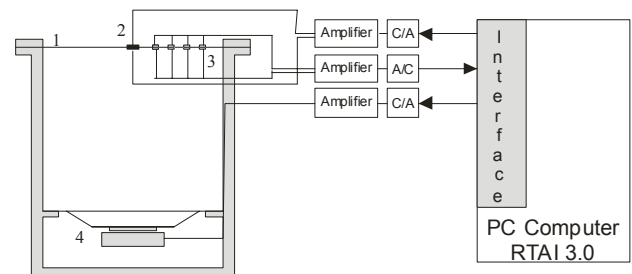 1
2
3
4
Amplifier
C/A
Amplifier
A/C
Amplifier
C/A
Interface
PC Computer
RTAI 3.0